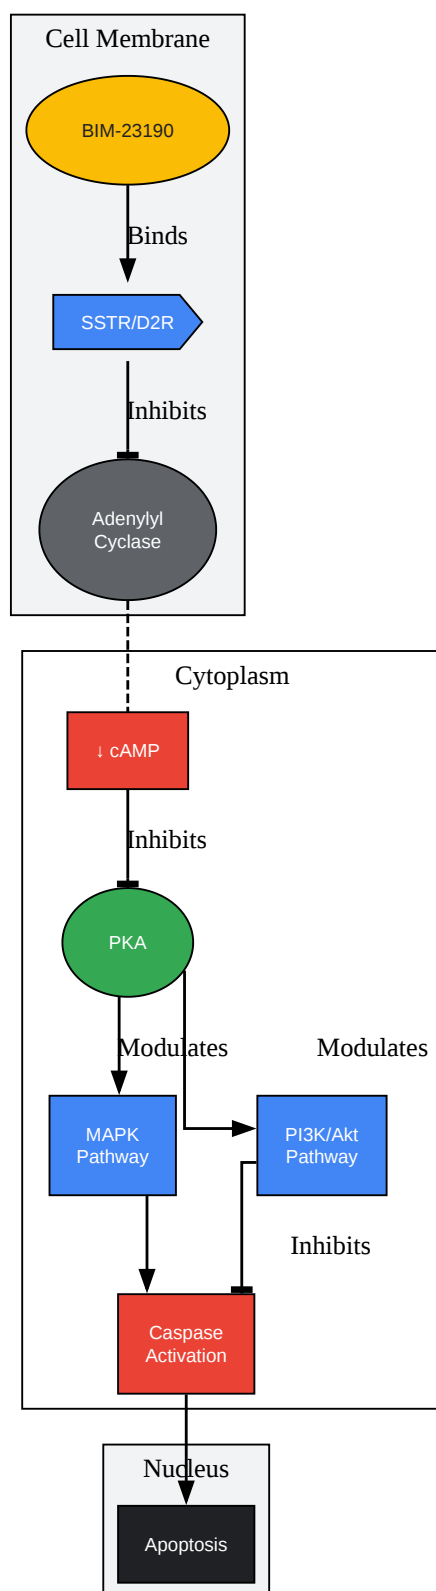 Cell Membrane
BIM-23190
Binds
SSTR/D2R
Inhibits
Adenylyl
Cyclase
Cytoplasm
↓ cAMP
Inhibits
PKA
Modulates
Modulates
MAPK
Pathway
PI3K/Akt
Pathway
Inhibits
Caspase
Activation
Nucleus
Apoptosis